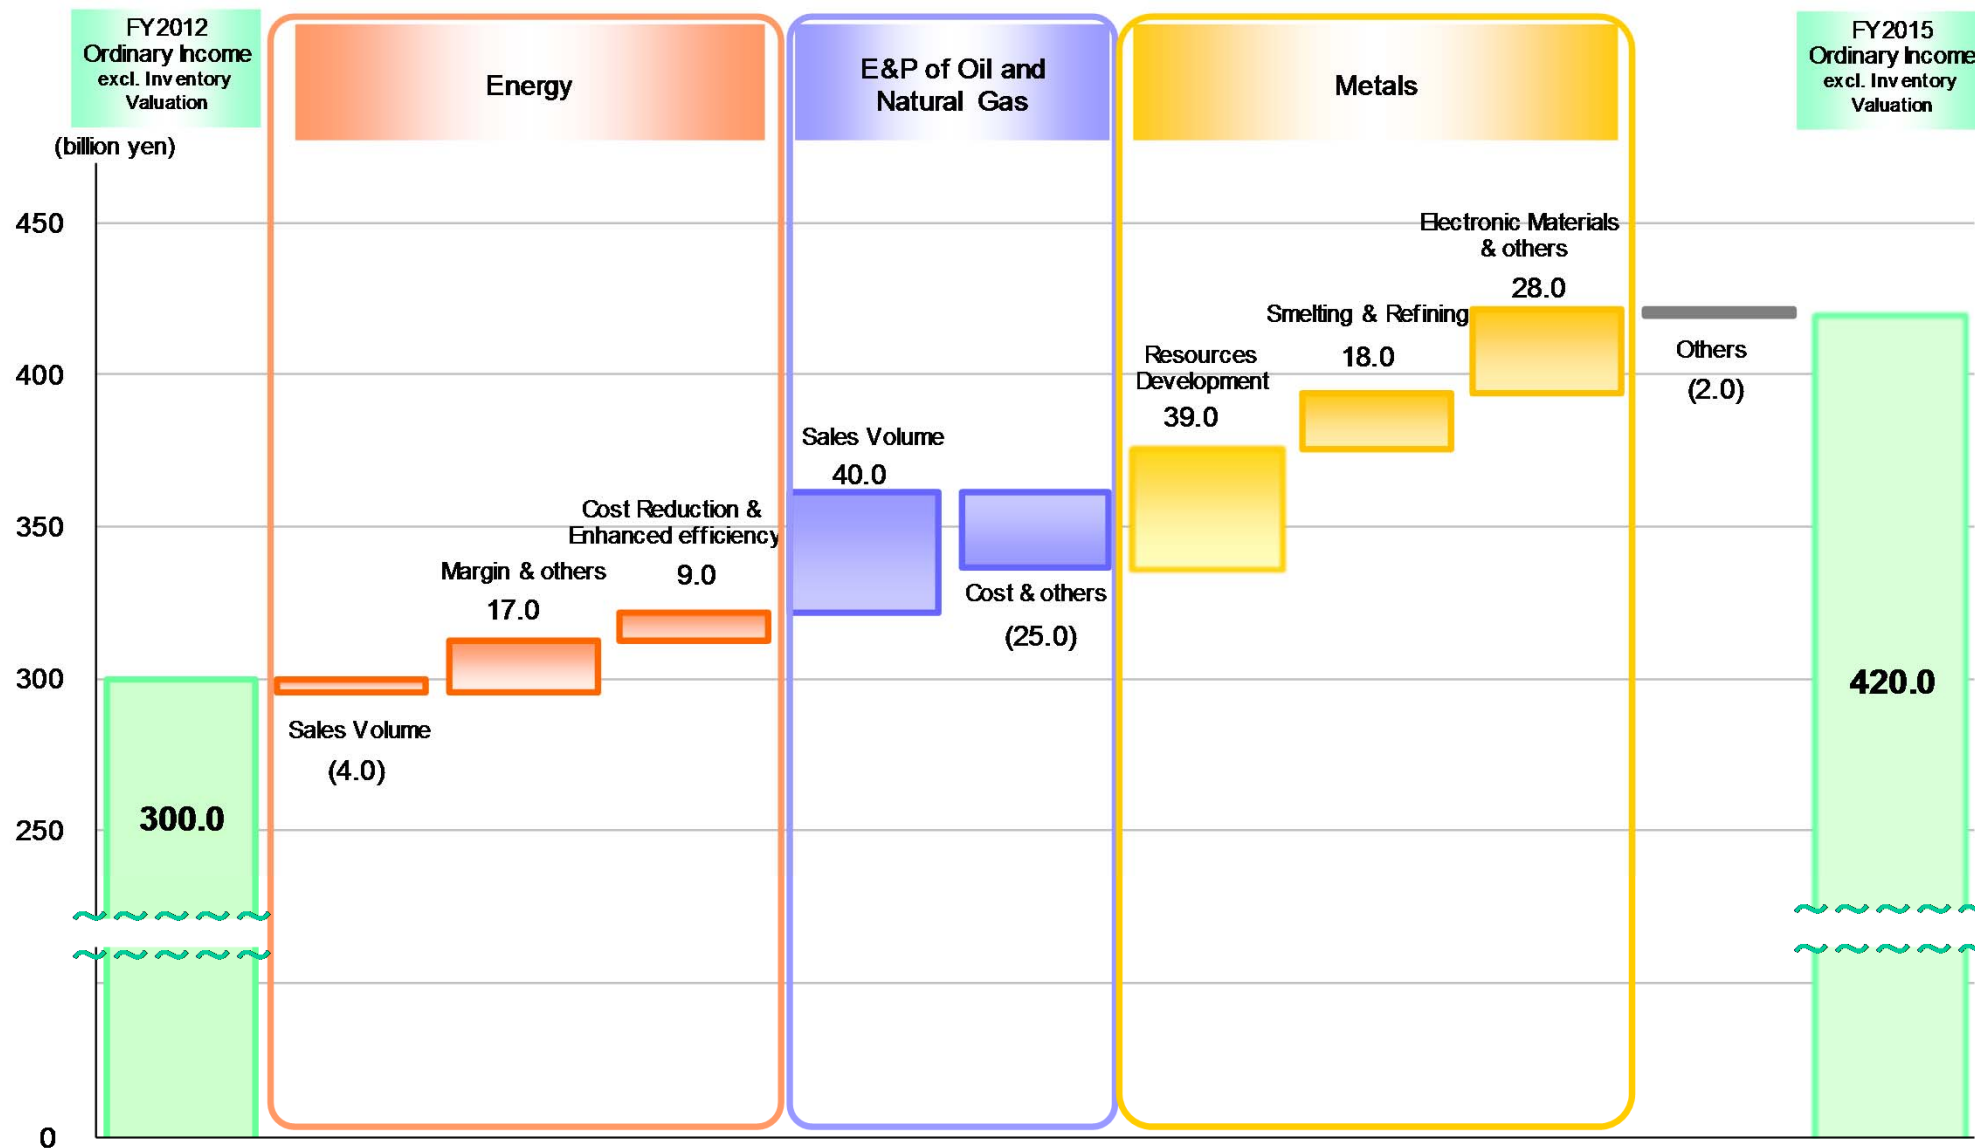 FY2012
Ordinary Income
excl. Inventory
Valuation
(billion yen)
Energy
E&P of Oil and
Natural Gas
Metals
FY2015
Ordinary Income
excl. Inventory
Valuation
450
400
350
300
250
0
300.0
Sales Volume
(4.0)
Margin & others
17.0
Cost Reduction &
Enhanced efficiency
9.0
Sales Volume
40.0
Cost & others
(25.0)
Resources
Development
39.0
Smelting & Refining
18.0
Electronic Materials
& others
28.0
Others
(2.0)
420.0